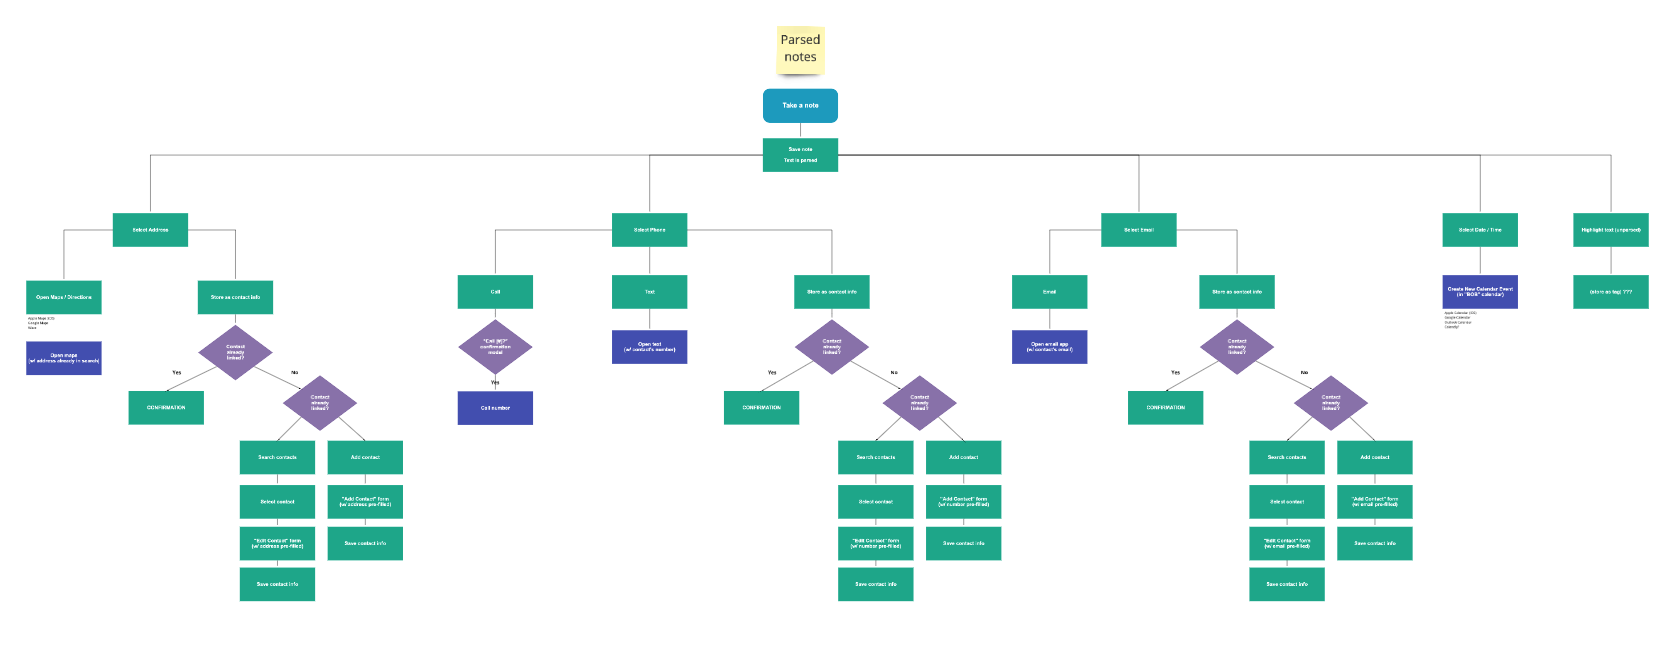 Parsed
notes
Take a note
Save note
Text is parsed
Select Address
Select Phone
Select Email
Select Date / Time
Highlight text (unparsed)
Open Maps / Directions
Store as contact info
Call
Text
Store as contact info
Email
Store as contact info
Create New Calendar Event
(in "BOB" calendar)
(store as tag) ???
Apple Maps (iOS)
Google Maps
Waze
Apple Calendar (iOS)
Google Calendar
Outlook Calendar
Calendly?
Open maps
(w/ address already in search)
Contact
already
linked?
"Call [#]?"
confirmation
modal
Open text
(w/ contact's number)
Contact
already
linked?
Open email app
(w/ contact's email)
Contact
already
linked?
Yes
No
Yes
Yes
No
Yes
No
CONFIRMATION
Contact
already
linked?
Call number
CONFIRMATION
Contact
already
linked?
CONFIRMATION
Contact
already
linked?
Search contacts
Add contact
Search contacts
Add contact
Search contacts
Add contact
Select contact
"Add Contact" form
(w/ address pre-filled)
Select contact
"Add Contact" form
(w/ number pre-filled)
Select contact
"Add Contact" form
(w/ email pre-filled)
"Edit Contact" form
(w/ address pre-filled)
Save contact info
"Edit Contact" form
(w/ number pre-filled)
Save contact info
"Edit Contact" form
(w/ email pre-filled)
Save contact info
Save contact info
Save contact info
Save contact info